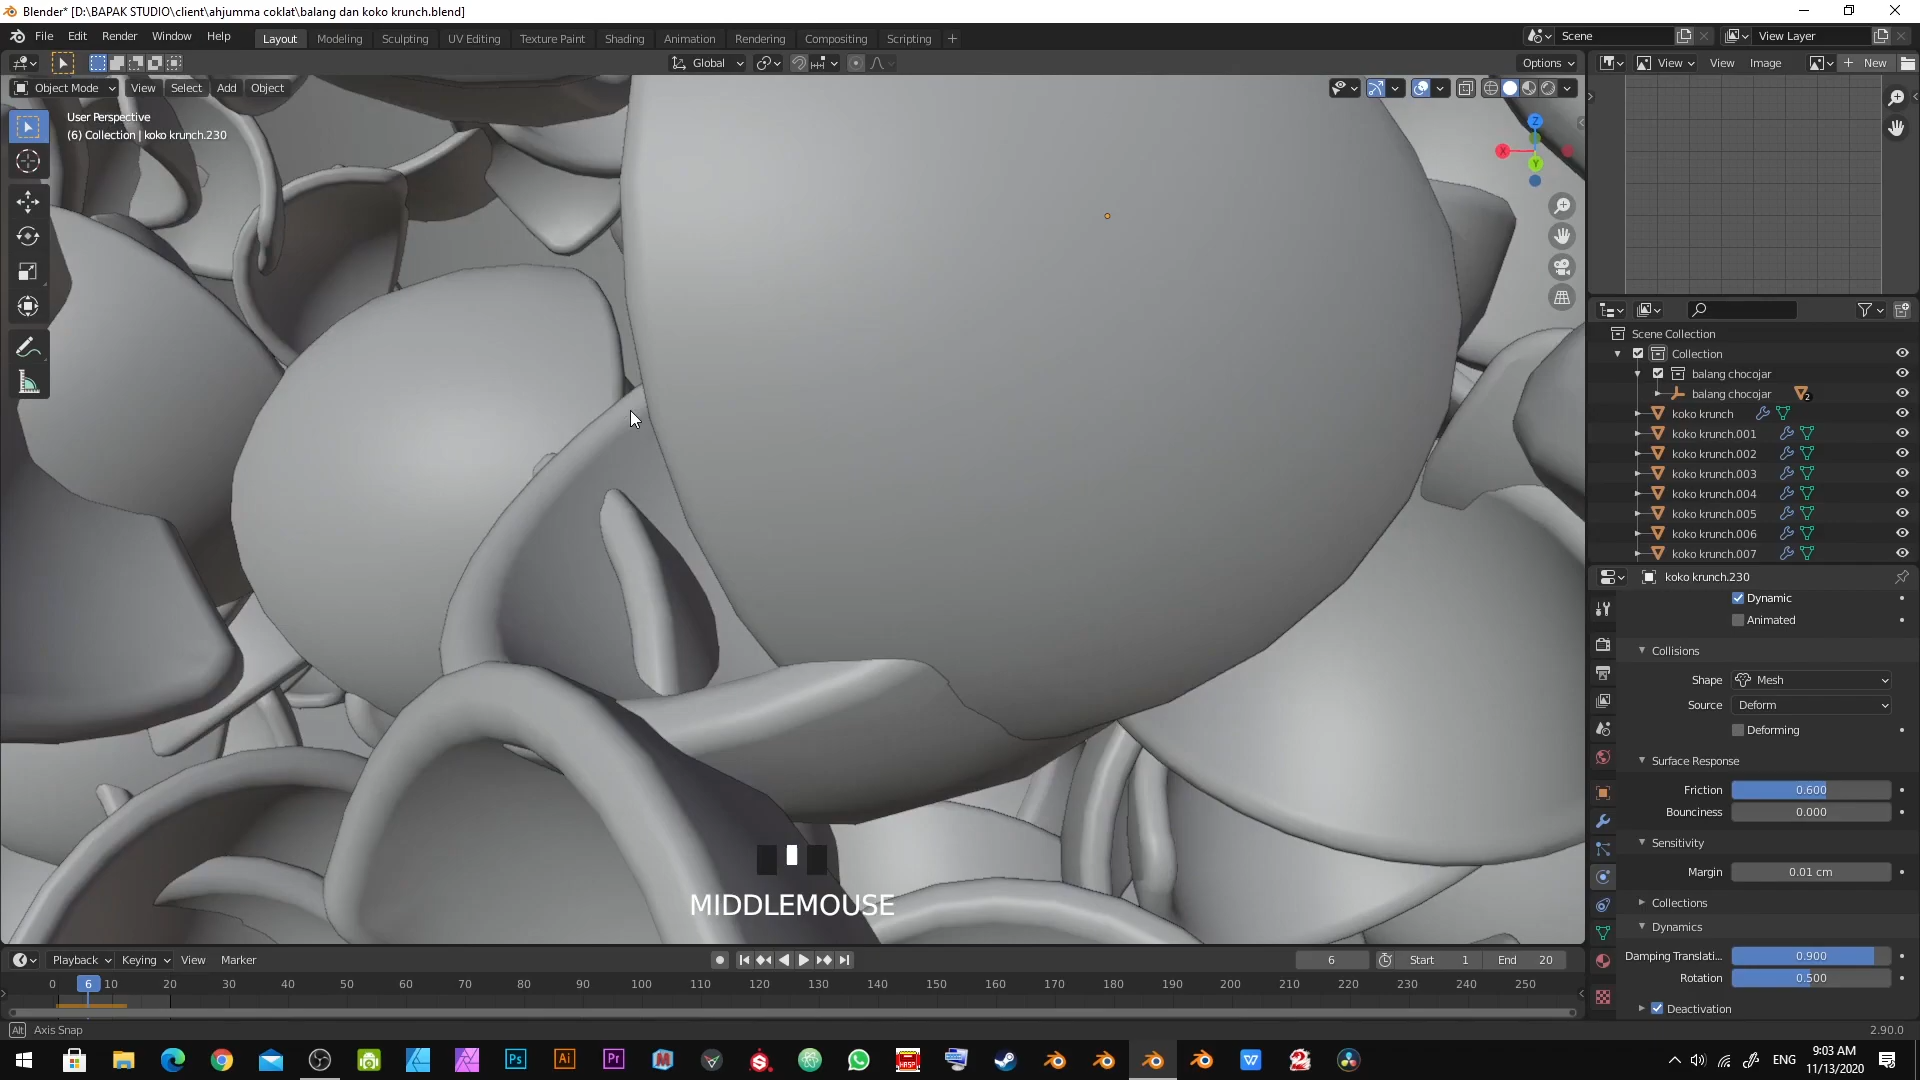 Blender* [D:\BAPAK STUDIO\client\ahjumma coklat\balang dan koko krunch.blend]
File Edit Render Window Help
Layout Modeling Sculpting UV Editing Texture Paint Shading Animation Rendering Compositing Scripting +
Scene
View Layer
Global
Options
View View Image New
Object Mode View Select Add Object
User Perspective
(6) Collection | koko krunch.230
Z
X
Y
Scene Collection
Collection
balang chocojar
balang chocojar 2
koko krunch
koko krunch.001
koko krunch.002
koko krunch.003
koko krunch.004
koko krunch.005
koko krunch.006
koko krunch.007
koko krunch.230
Dynamic
Animated
Collisions
Shape Mesh
Source Deform
Deforming
Surface Response
Friction 0.600
Bounciness 0.000
Sensitivity
Margin 0.01 cm
Collections
Dynamics
Damping Translati... 0.900
Rotation 0.500
Deactivation
MIDDLEMOUSE
Playback Keying View Marker
6 Start 1 End 20
0 6 10 20 30 40 50 60 70 80 90 100 110 120 130 140 150 160 170 180 190 200 210 220 230 240 250
Alt Axis Snap
2.90.0
Ps Ai Pr
ENG
9:03 AM
11/13/2020